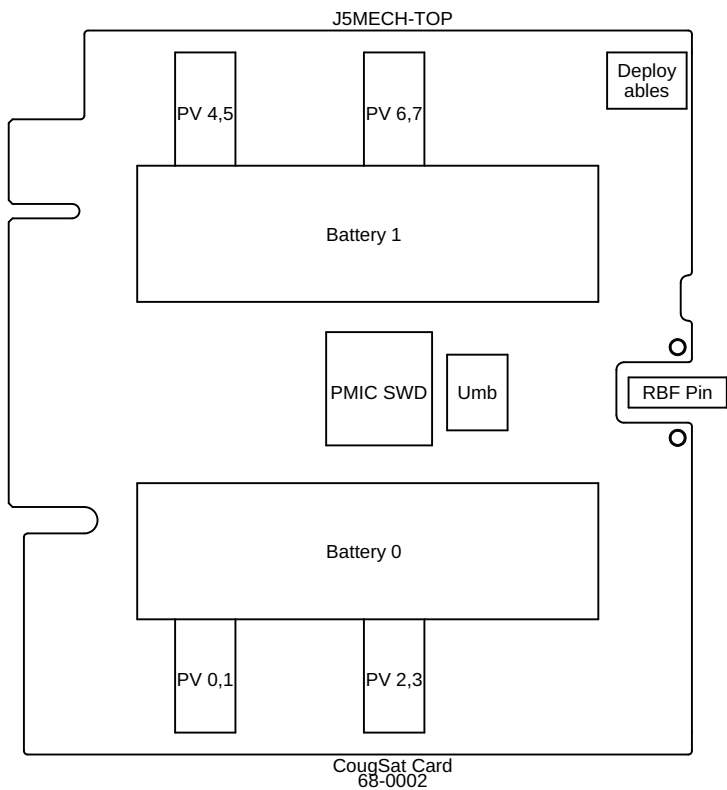 J5MECH-TOP
Deploy
ables
PV 4,5
PV 6,7
Battery 1
PMIC SWD
Umb
RBF Pin
Battery 0
PV 0,1
PV 2,3
CougSat Card
68-0002